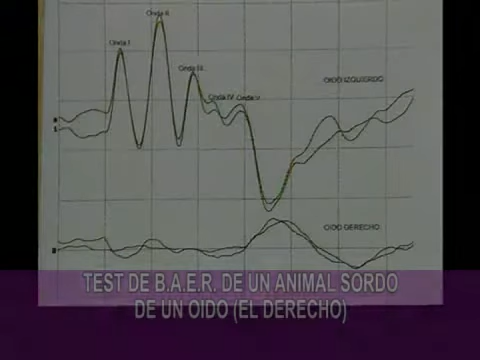 Onda II
Onda I
Onda III
Onda IV Onda V
OIDO IZQUIERDO
OIDO DERECHO
TEST DE B.A.E.R. DE UN ANIMAL SORDO
DE UN OIDO (EL DERECHO)